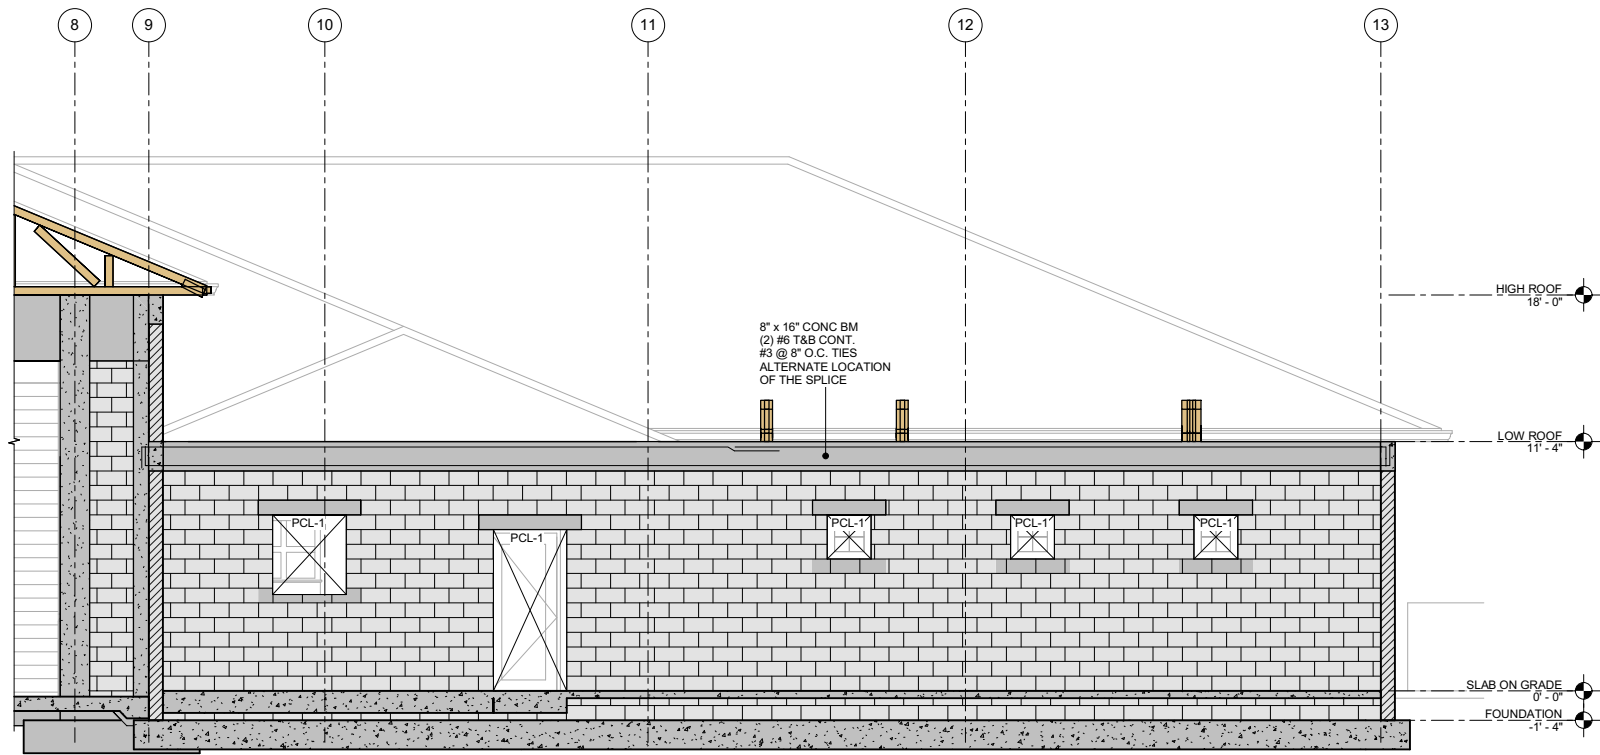 8
9
10
11
12
13
HIGH ROOF
18' - 0"
8" x 16" CONC BM
(2) #6 T&B CONT.
#3 @ 8" O.C. TIES
ALTERNATE LOCATION
OF THE SPLICE
LOW ROOF
11' - 4"
PCL-1
PCL-1
PCL-1
PCL-1
PCL-1
SLAB ON GRADE
0' - 0"
FOUNDATION
-1' - 4"